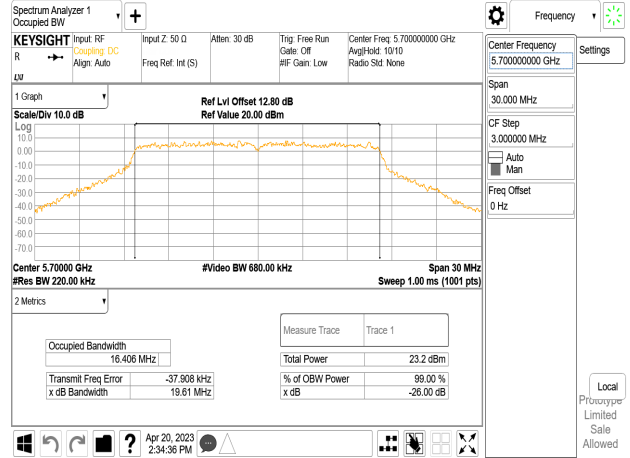 Spectrum Analyzer 1
Occupied BW
Frequency
KEYSIGHT
R
LXI
Input: RF
Coupling: DC
Align: Auto
Input Z: 50 Ω
Freq Ref: Int (S)
Atten: 30 dB
Trig: Free Run
Gate: Off
#IF Gain: Low
Center Freq: 5.700000000 GHz
Avg|Hold: 10/10
Radio Std: None
Center Frequency
5.700000000 GHz
Settings
Span
30.000 MHz
CF Step
3.000000 MHz
Auto
Man
Freq Offset
0 Hz
1 Graph
Scale/Div 10.0 dB
Ref Lvl Offset 12.80 dB
Ref Value 20.00 dBm
Log
10.0
0.00
-10.0
-20.0
-30.0
-40.0
-50.0
-60.0
-70.0
Center 5.70000 GHz
#Res BW 220.00 kHz
#Video BW 680.00 kHz
Span 30 MHz
Sweep 1.00 ms (1001 pts)
2 Metrics
Measure Trace Trace 1
Occupied Bandwidth
16.406 MHz
Total Power 23.2 dBm
Transmit Freq Error -37.908 kHz
% of OBW Power 99.00 %
x dB Bandwidth 19.61 MHz
x dB -26.00 dB
Local
Prototype
Limited
Sale
Allowed
?
Apr 20, 2023
2:34:36 PM